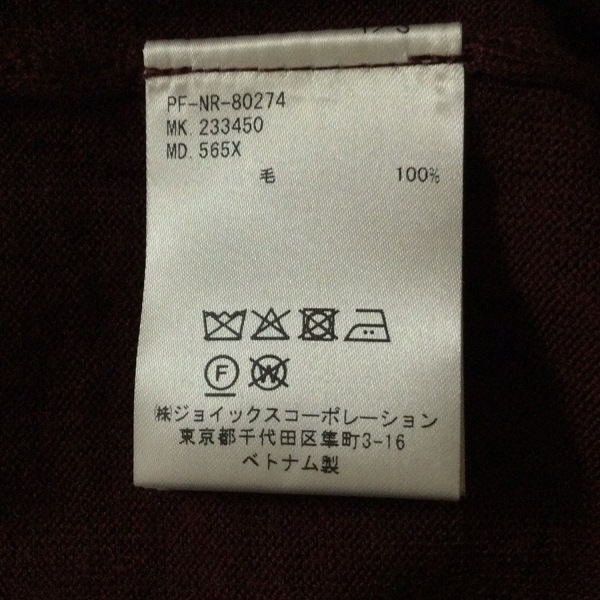 PF-NR-80274
MK. 233450
MD. 565X
毛 100%
F W
㈱ジョイックスコーポレーション
東京都千代田区隼町3-16
ベトナム製